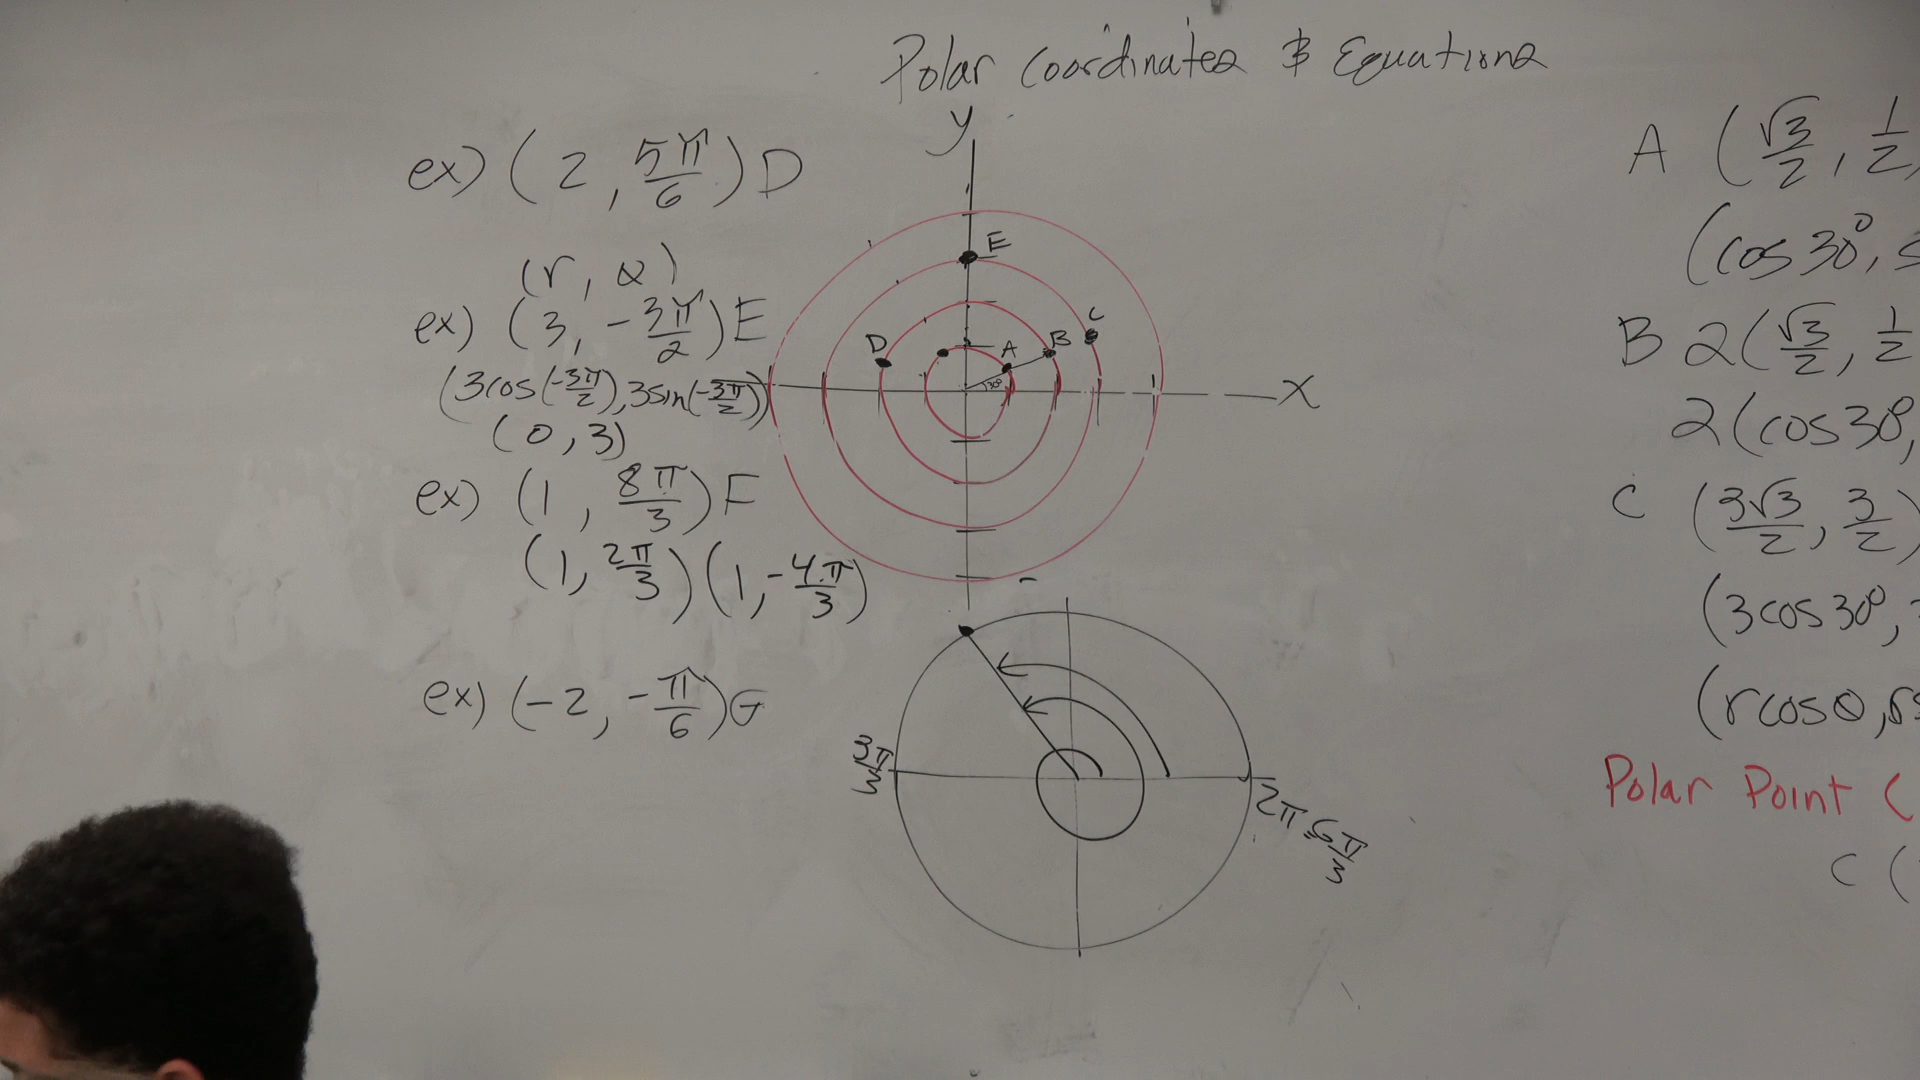 Polar Coordinates & Equations
ex) (2, 5π/6) D
(r, α)
ex) (3, -3π/2) E
(3cos(-3π/2), 3sin(-3π/2))
(0, 3)
ex) (1, 8π/3) F
(1, 2π/3) (1, -4π/3)
ex) (-2, -π/6) G
y
E
C
D
A
B
30°
x
3π/3
2π = 6π/3
A (√3/2, 1/2,
(cos 30°, s
B 2(√3/2, 1/2
2(cos 30°,
C (3√3/2, 3/2)
(3cos 30°,
(rcosθ, rs
Polar Point (
C (